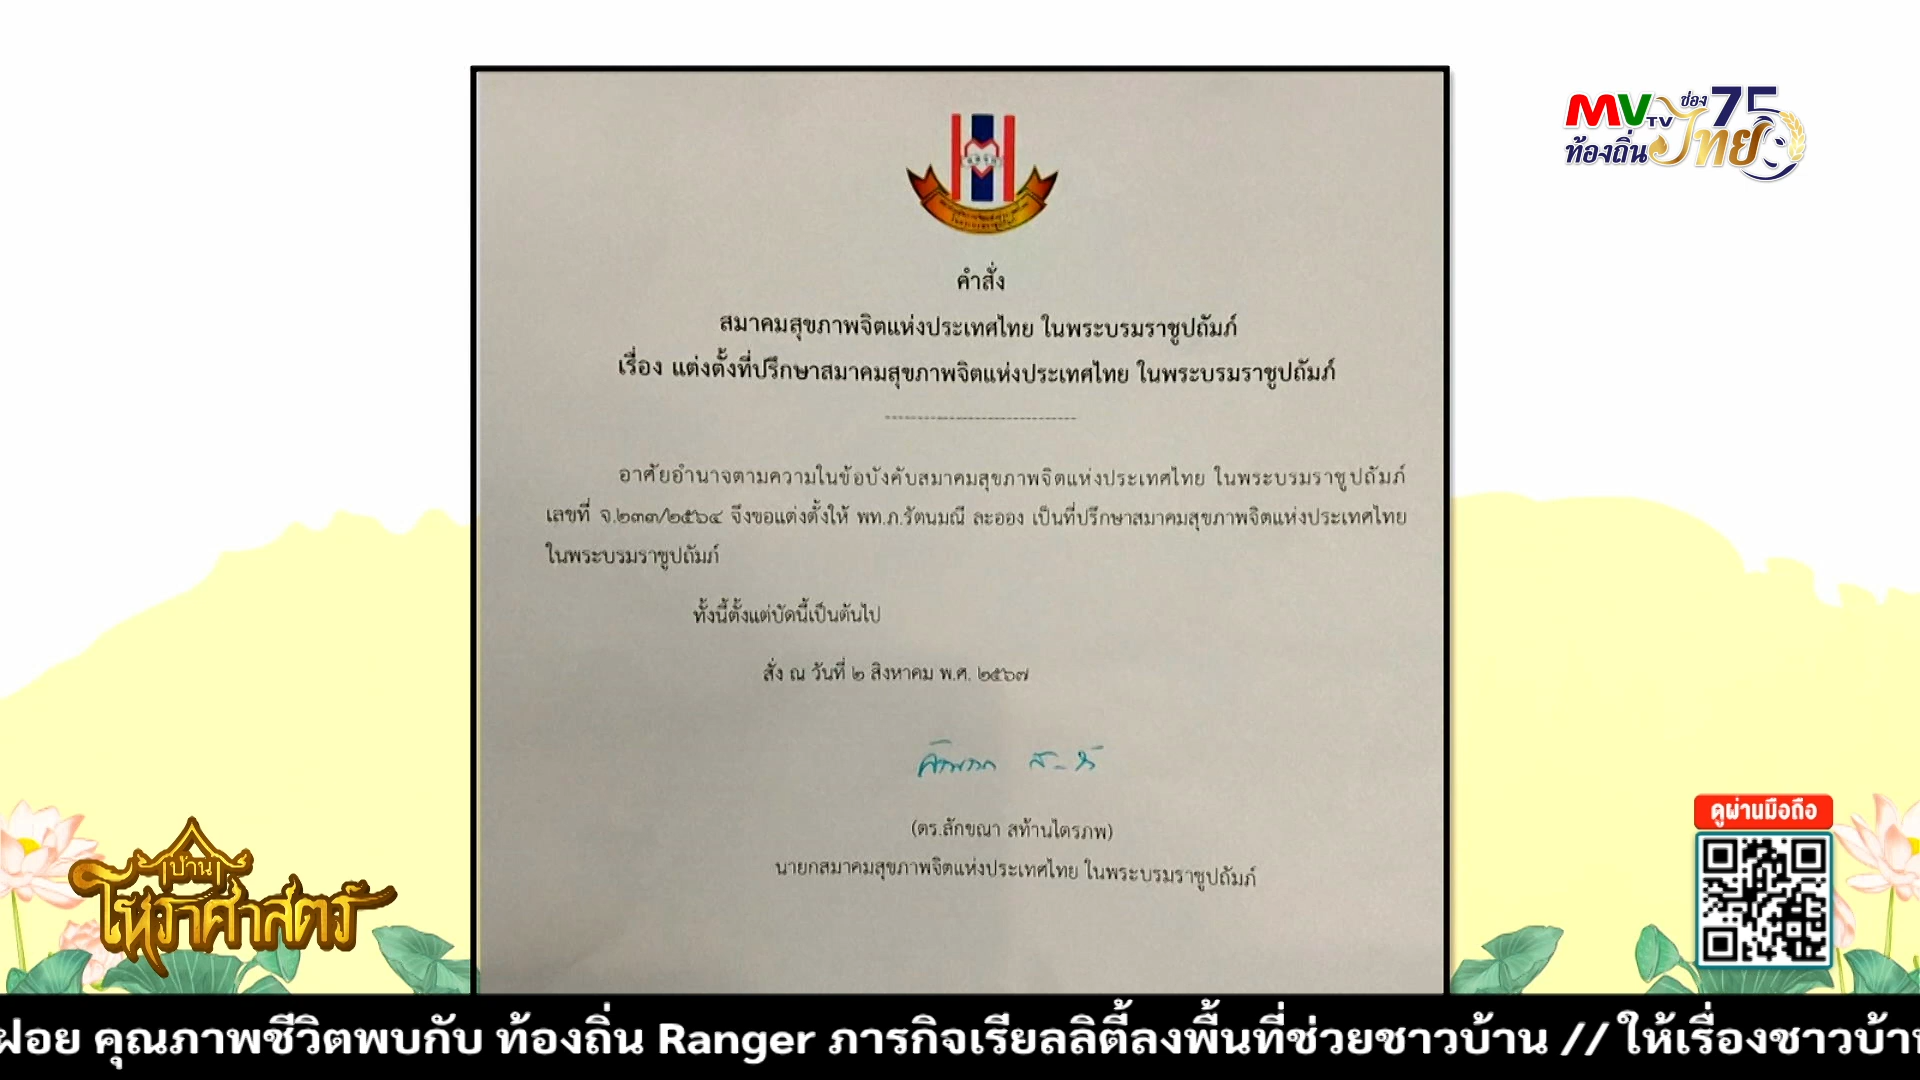 MVTV ช่อง 75
ท้องถิ่นไทย
คำสั่ง
สมาคมสุขภาพจิตแห่งประเทศไทย ในพระบรมราชูปถัมภ์
เรื่อง แต่งตั้งที่ปรึกษาสมาคมสุขภาพจิตแห่งประเทศไทย ในพระบรมราชูปถัมภ์
อาศัยอำนาจตามความในข้อบังคับสมาคมสุขภาพจิตแห่งประเทศไทย ในพระบรมราชูปถัมภ์
เลขที่ จ.๒๓๓/๒๕๖๔ จึงขอแต่งตั้งให้ พท.ภ.รัตนมณี ละออง เป็นที่ปรึกษาสมาคมสุขภาพจิตแห่งประเทศไทย
ในพระบรมราชูปถัมภ์
ทั้งนี้ตั้งแต่บัดนี้เป็นต้นไป
สั่ง ณ วันที่ ๒ สิงหาคม พ.ศ. ๒๕๖๗
(ดร.ลักขณา สท้านไตรภพ)
นายกสมาคมสุขภาพจิตแห่งประเทศไทย ในพระบรมราชูปถัมภ์
ดูผ่านมือถือ
บ้าน
โหราศาสตร์
ฝอย คุณภาพชีวิตพบกับ ท้องถิ่น Ranger ภารกิจเรียลลิตี้ลงพื้นที่ช่วยชาวบ้าน // ให้เรื่องชาวบ้าน